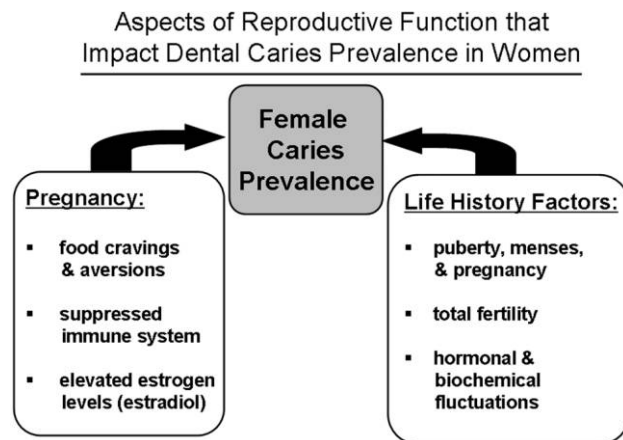 Aspects of Reproductive Function that
Impact Dental Caries Prevalence in Women
Female
Caries
Prevalence
Pregnancy:
▪ food cravings
& aversions
▪ suppressed
immune system
▪ elevated estrogen
levels (estradiol)
Life History Factors:
▪ puberty, menses,
& pregnancy
▪ total fertility
▪ hormonal &
biochemical
fluctuations